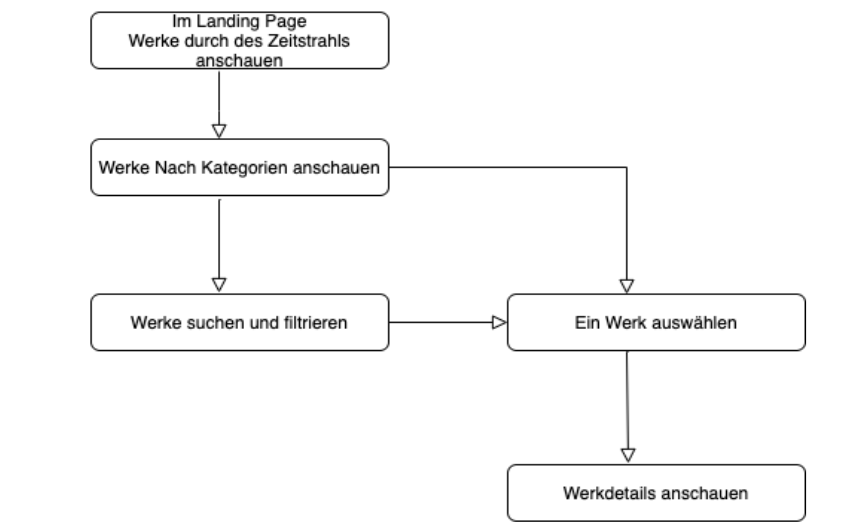 Im Landing Page
Werke durch des Zeitstrahls
anschauen
Werke Nach Kategorien anschauen
Werke suchen und filtrieren
Ein Werk auswählen
Werkdetails anschauen